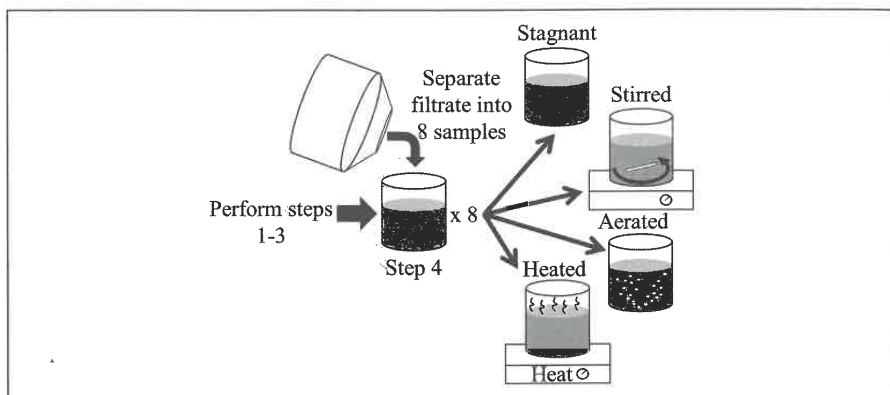 Stagnant
Separate
filtrate into
8 samples
Stirred
Perform steps
1-3
x 8
Step 4
Aerated
Heated
Heat